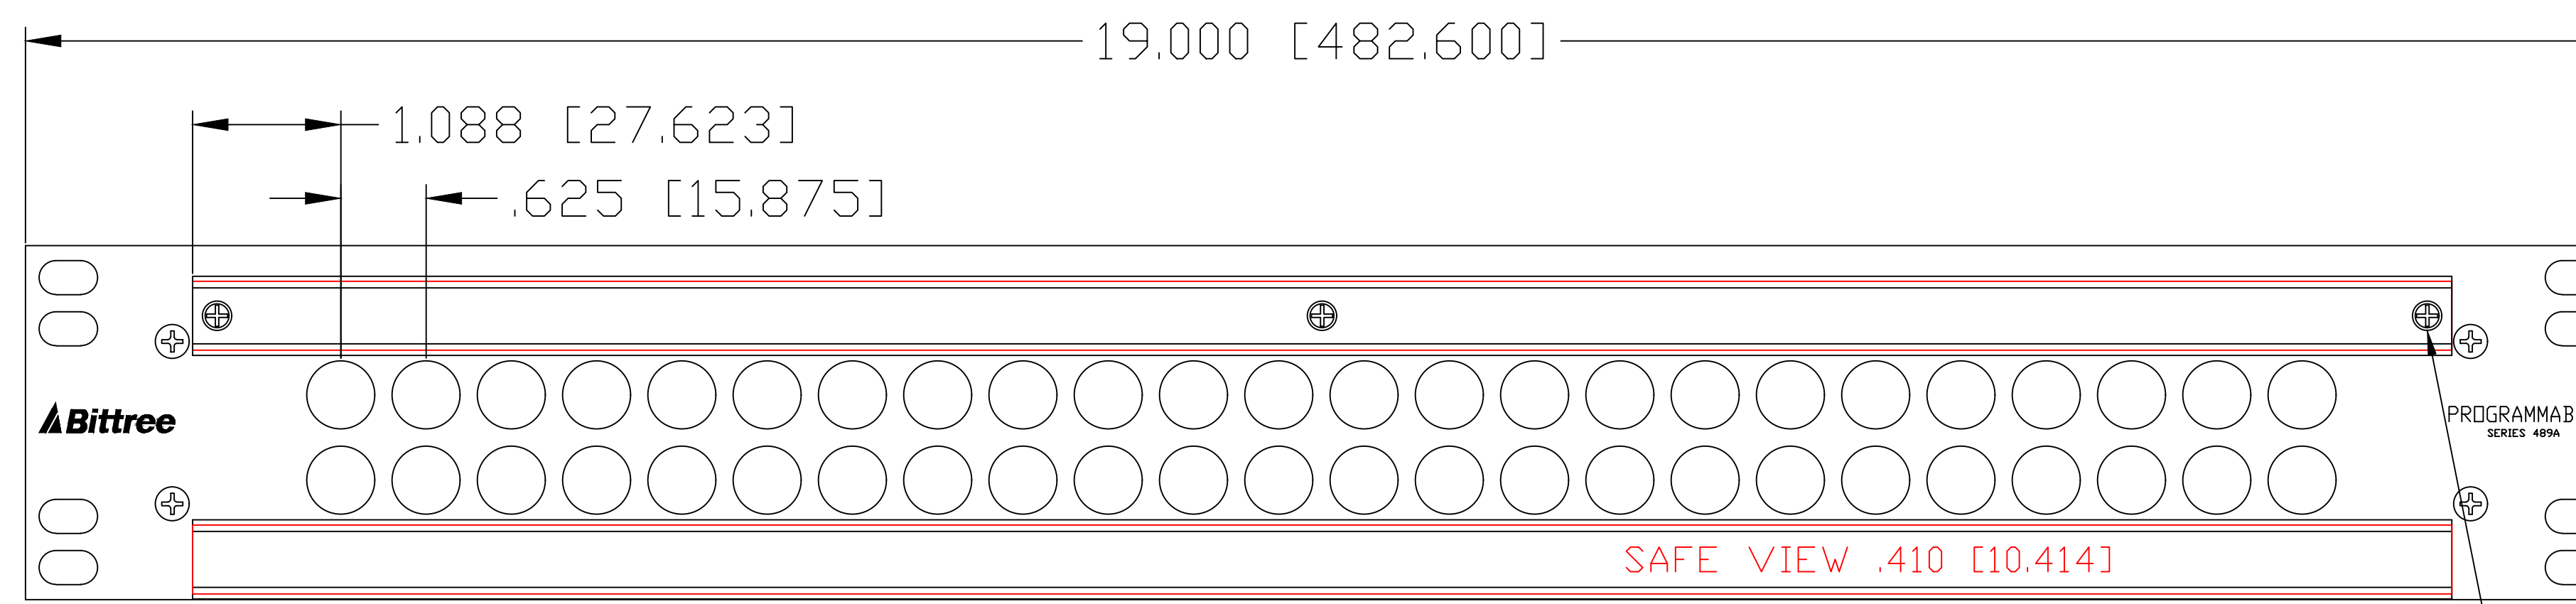 19.000 [482.600]
1.088 [27.623]
.625 [15.875]
Bittree
PROGRAMMAB
SERIES 489A
SAFE VIEW .410 [10.414]